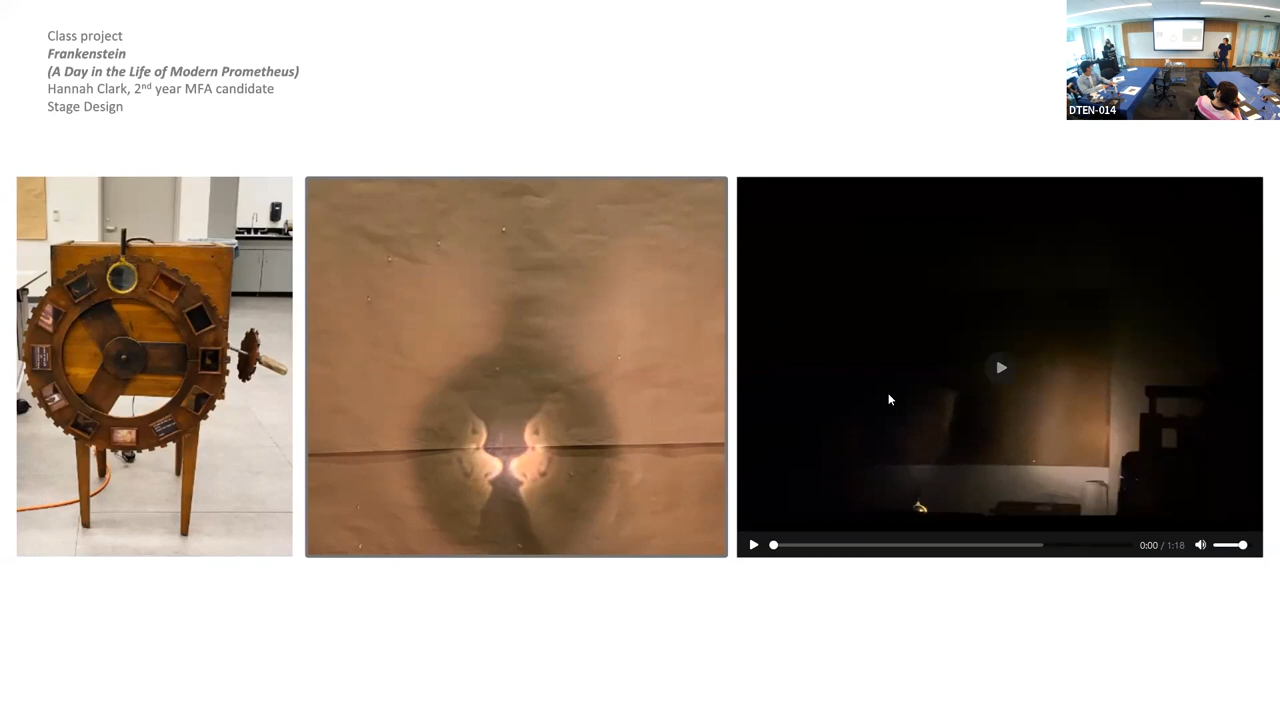 Class project
Frankenstein
(A Day in the Life of Modern Prometheus)
Hannah Clark, 2nd year MFA candidate
Stage Design
DTEN-014
0:00 / 1:18